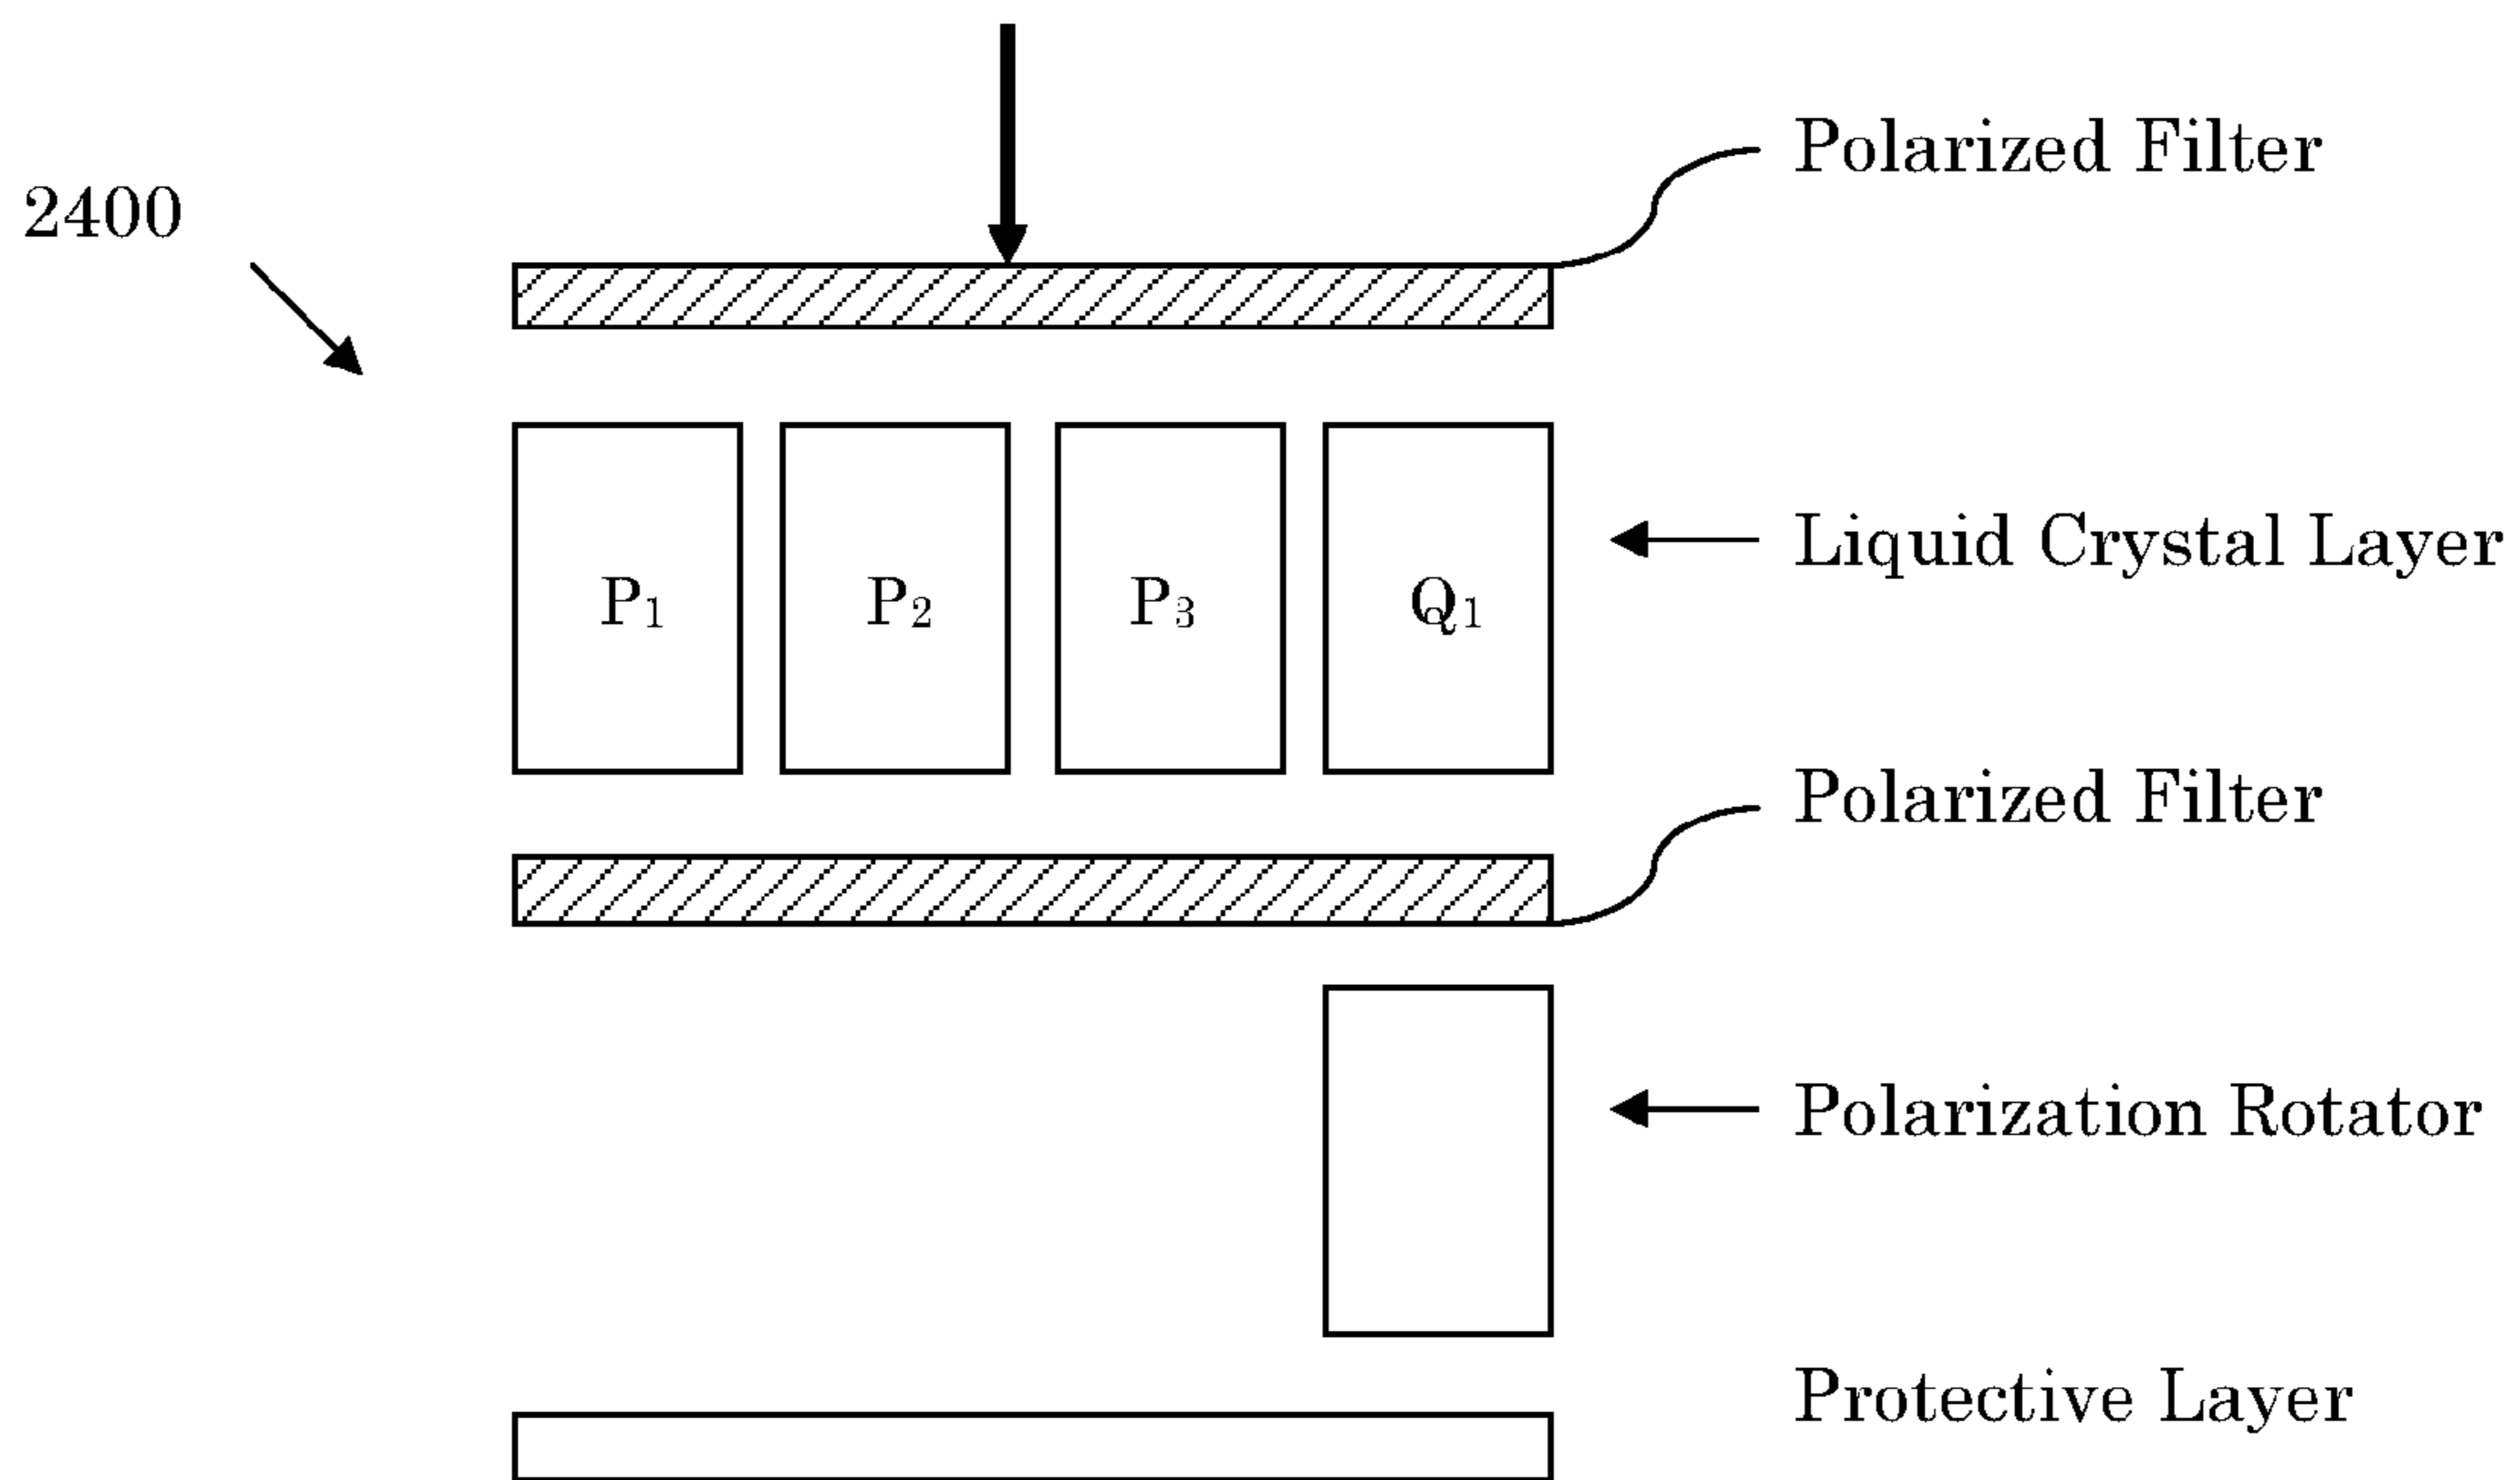 Polarized Filter
2400
Liquid Crystal Layer
P₁ P₂ P₃ Q₁
Polarized Filter
Polarization Rotator
Protective Layer